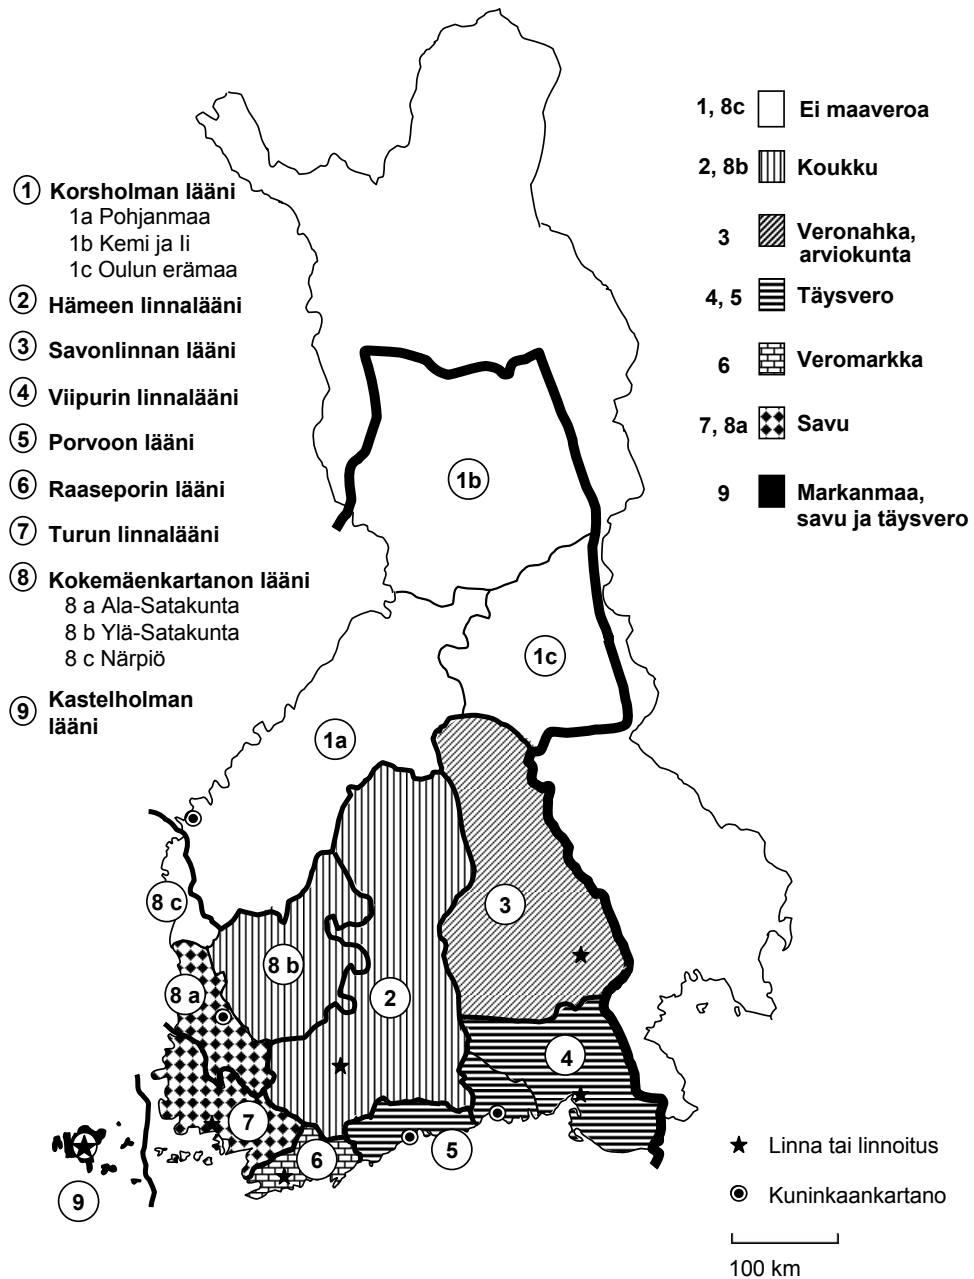 1 Korsholman lääni
1a Pohjanmaa
1b Kemi ja Ii
1c Oulun erämaa
2 Hämeen linnalääni
3 Savonlinnan lääni
4 Viipurin linnalääni
5 Porvoon lääni
6 Raaseporin lääni
7 Turun linnalääni
8 Kokemäenkartanon lääni
8 a Ala-Satakunta
8 b Ylä-Satakunta
8 c Närpiö
9 Kastelholman
lääni
1, 8c Ei maaveroa
2, 8b Koukku
3 Veronahka,
arviokunta
4, 5 Täysvero
6 Veromarkka
7, 8a Savu
9 Markanmaa,
savu ja täysvero
1b
1c
1a
8 c
3
8 b
8 a
2
4
7
5
6
9
Linna tai linnoitus
Kuninkaankartano
100 km